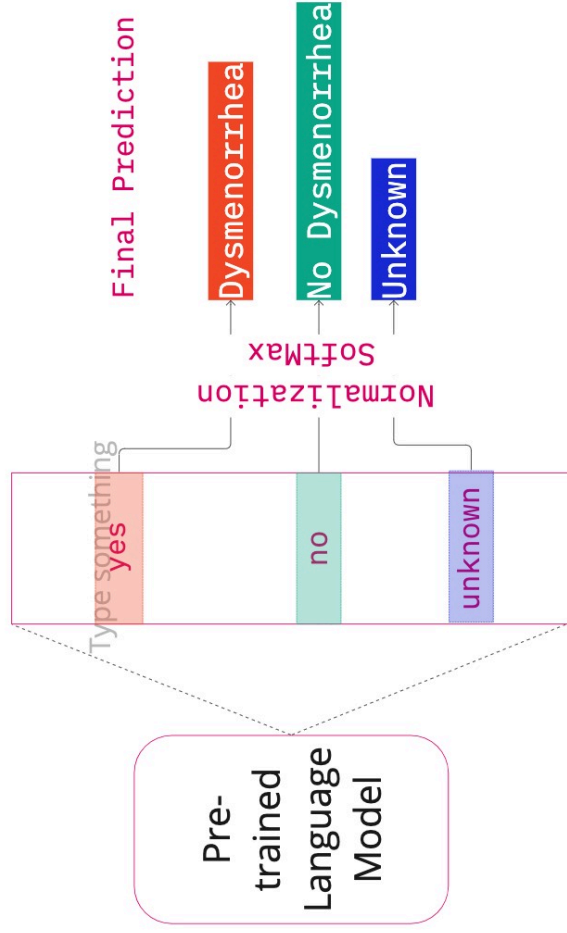 Pre-
trained
Language
Model
Type something
yes
no
unknown
Normalization
SoftMax
Final Prediction
Dysmenorrhea
No Dysmenorrhea
Unknown